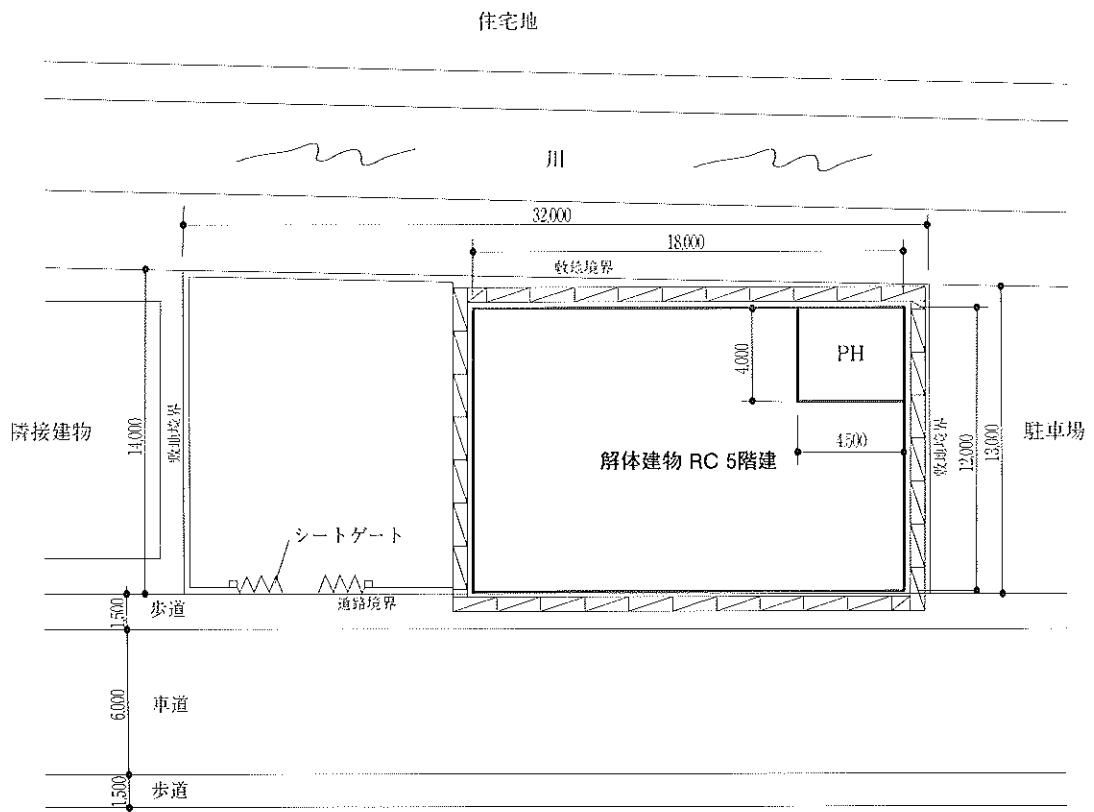 住宅地
川
32,000
18,000
敷地境界
PH
4,000
4,500
隣接建物
14,000
敷地境界
解体建物 RC 5階建
敷地境界
12,000
13,000
駐車場
シートゲート
道路境界
1,500
歩道
6,000
車道
1,500
歩道